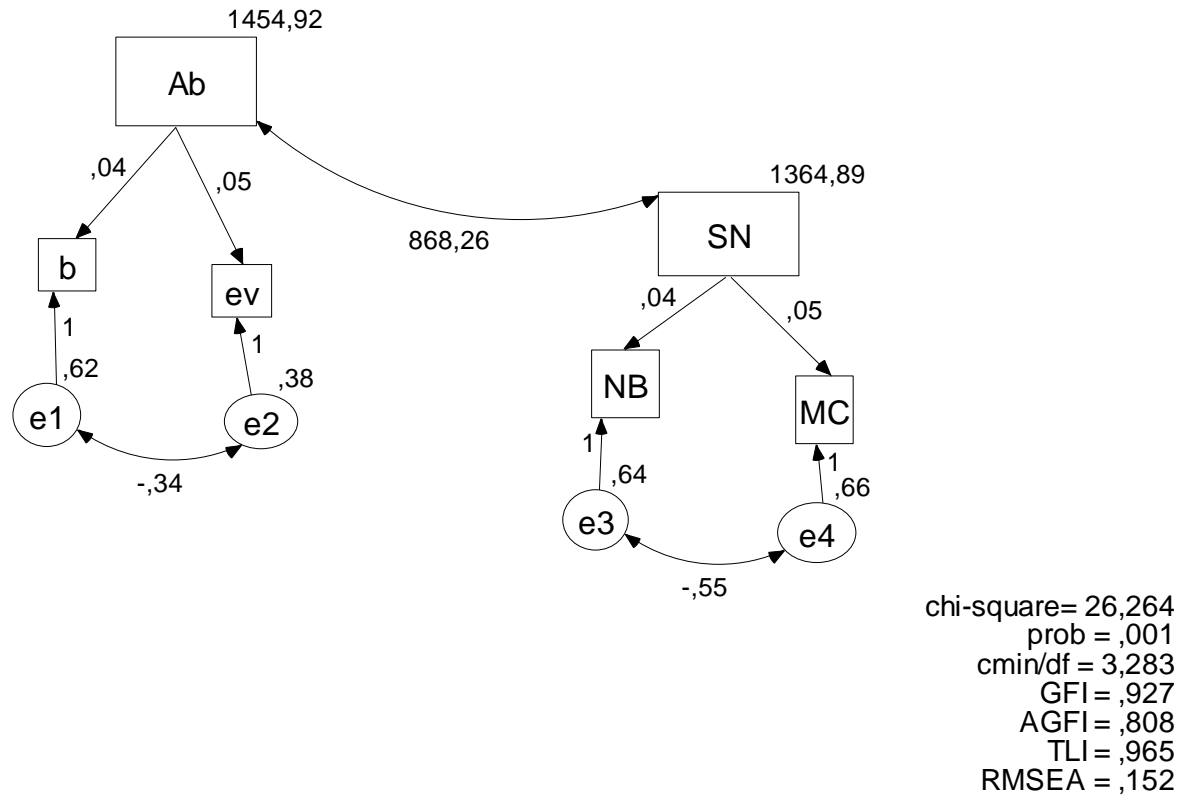 1454,92
Ab
,04
,05
1364,89
868,26
SN
b
ev
,04
,05
1
1
NB
MC
,62
,38
e1
e2
1
1
-,34
,64
,66
e3
e4
-,55
chi-square= 26,264
prob = ,001
cmin/df = 3,283
GFI = ,927
AGFI = ,808
TLI = ,965
RMSEA = ,152